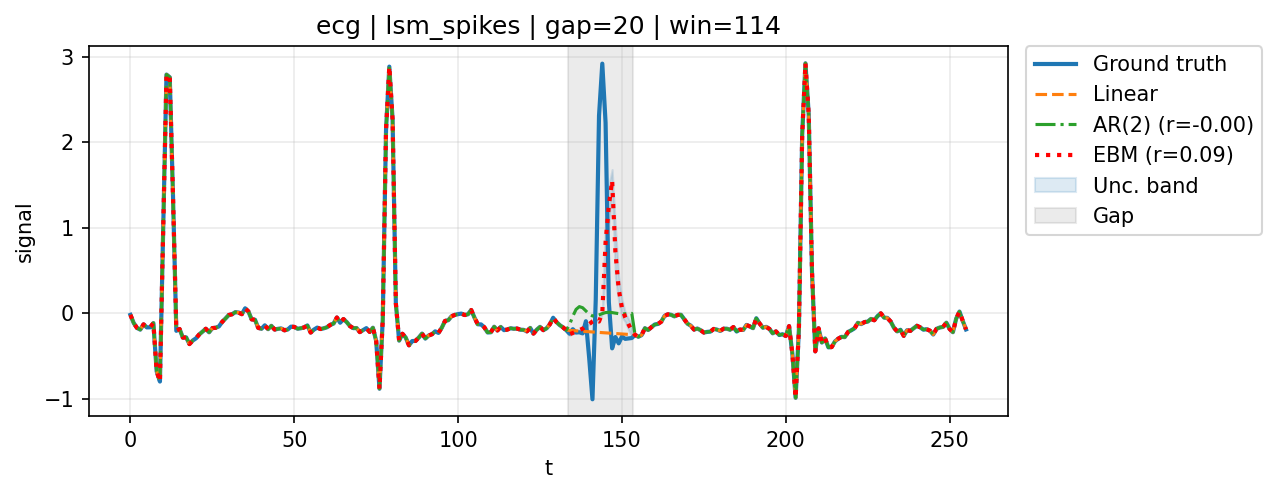 ecg | lsm_spikes | gap=20 | win=114
3
2
1
0
−1
signal
0
50
100
150
200
250
t
Ground truth
Linear
AR(2) (r=-0.00)
EBM (r=0.09)
Unc. band
Gap